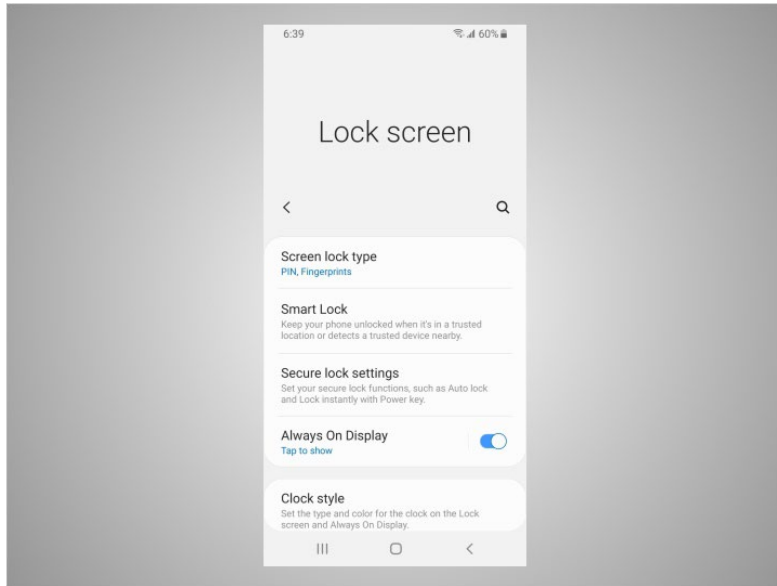 6:39
60%
Lock screen
Screen lock type
PIN, Fingerprints
Smart Lock
Keep your phone unlocked when it's in a trusted
location or detects a trusted device nearby.
Secure lock settings
Set your secure lock functions, such as Auto lock
and Lock instantly with Power key.
Always On Display
Tap to show
Clock style
Set the type and color for the clock on the Lock
screen and Always On Display.